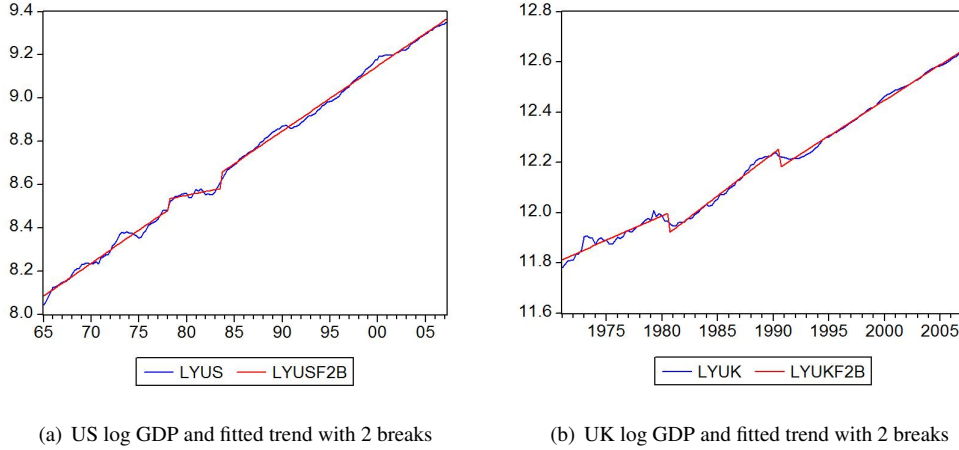 9.4
9.2
9.0
8.8
8.6
8.4
8.2
8.0
65 70 75 80 85 90 95 00 05
LYUS LYUSF2B
(a) US log GDP and fitted trend with 2 breaks
12.8
12.6
12.4
12.2
12.0
11.8
11.6
1975 1980 1985 1990 1995 2000 2005
LYUK LYUKF2B
(b) UK log GDP and fitted trend with 2 breaks